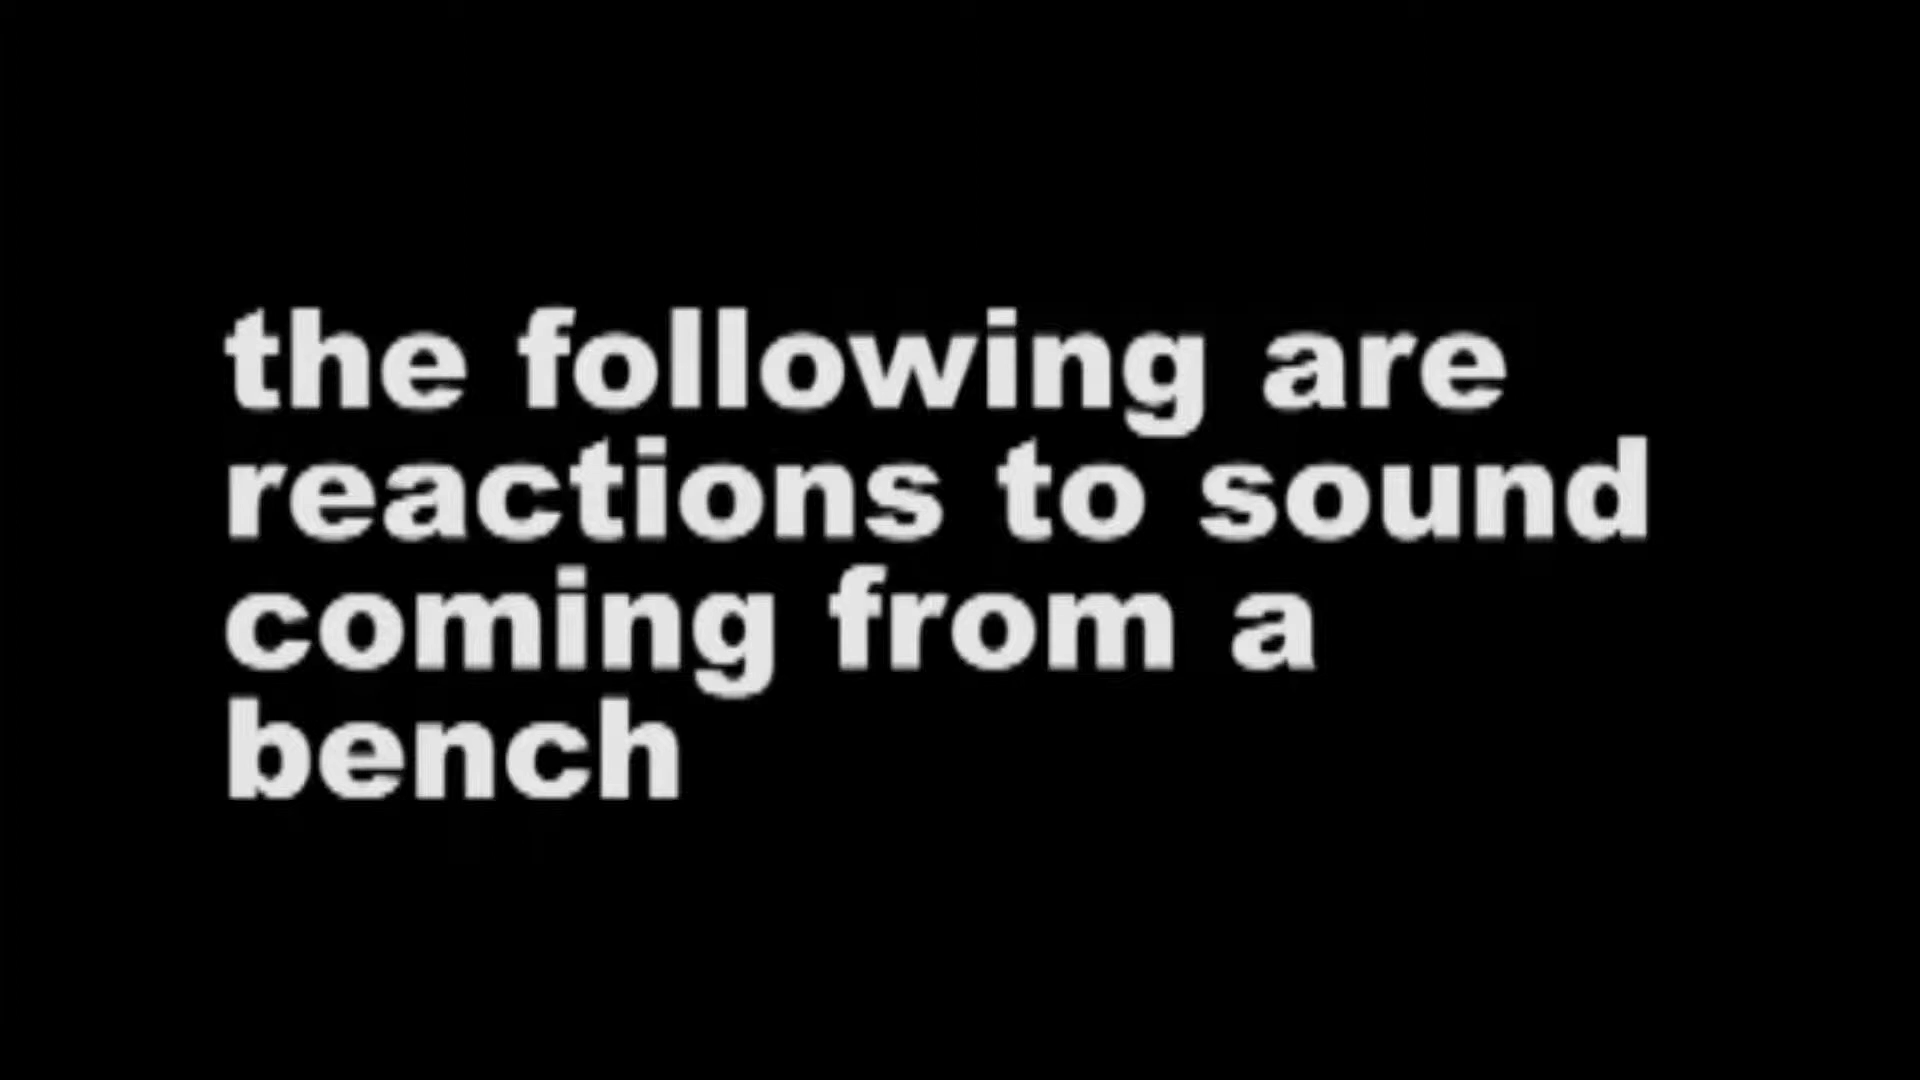 the following are
reactions to sound
coming from a
bench